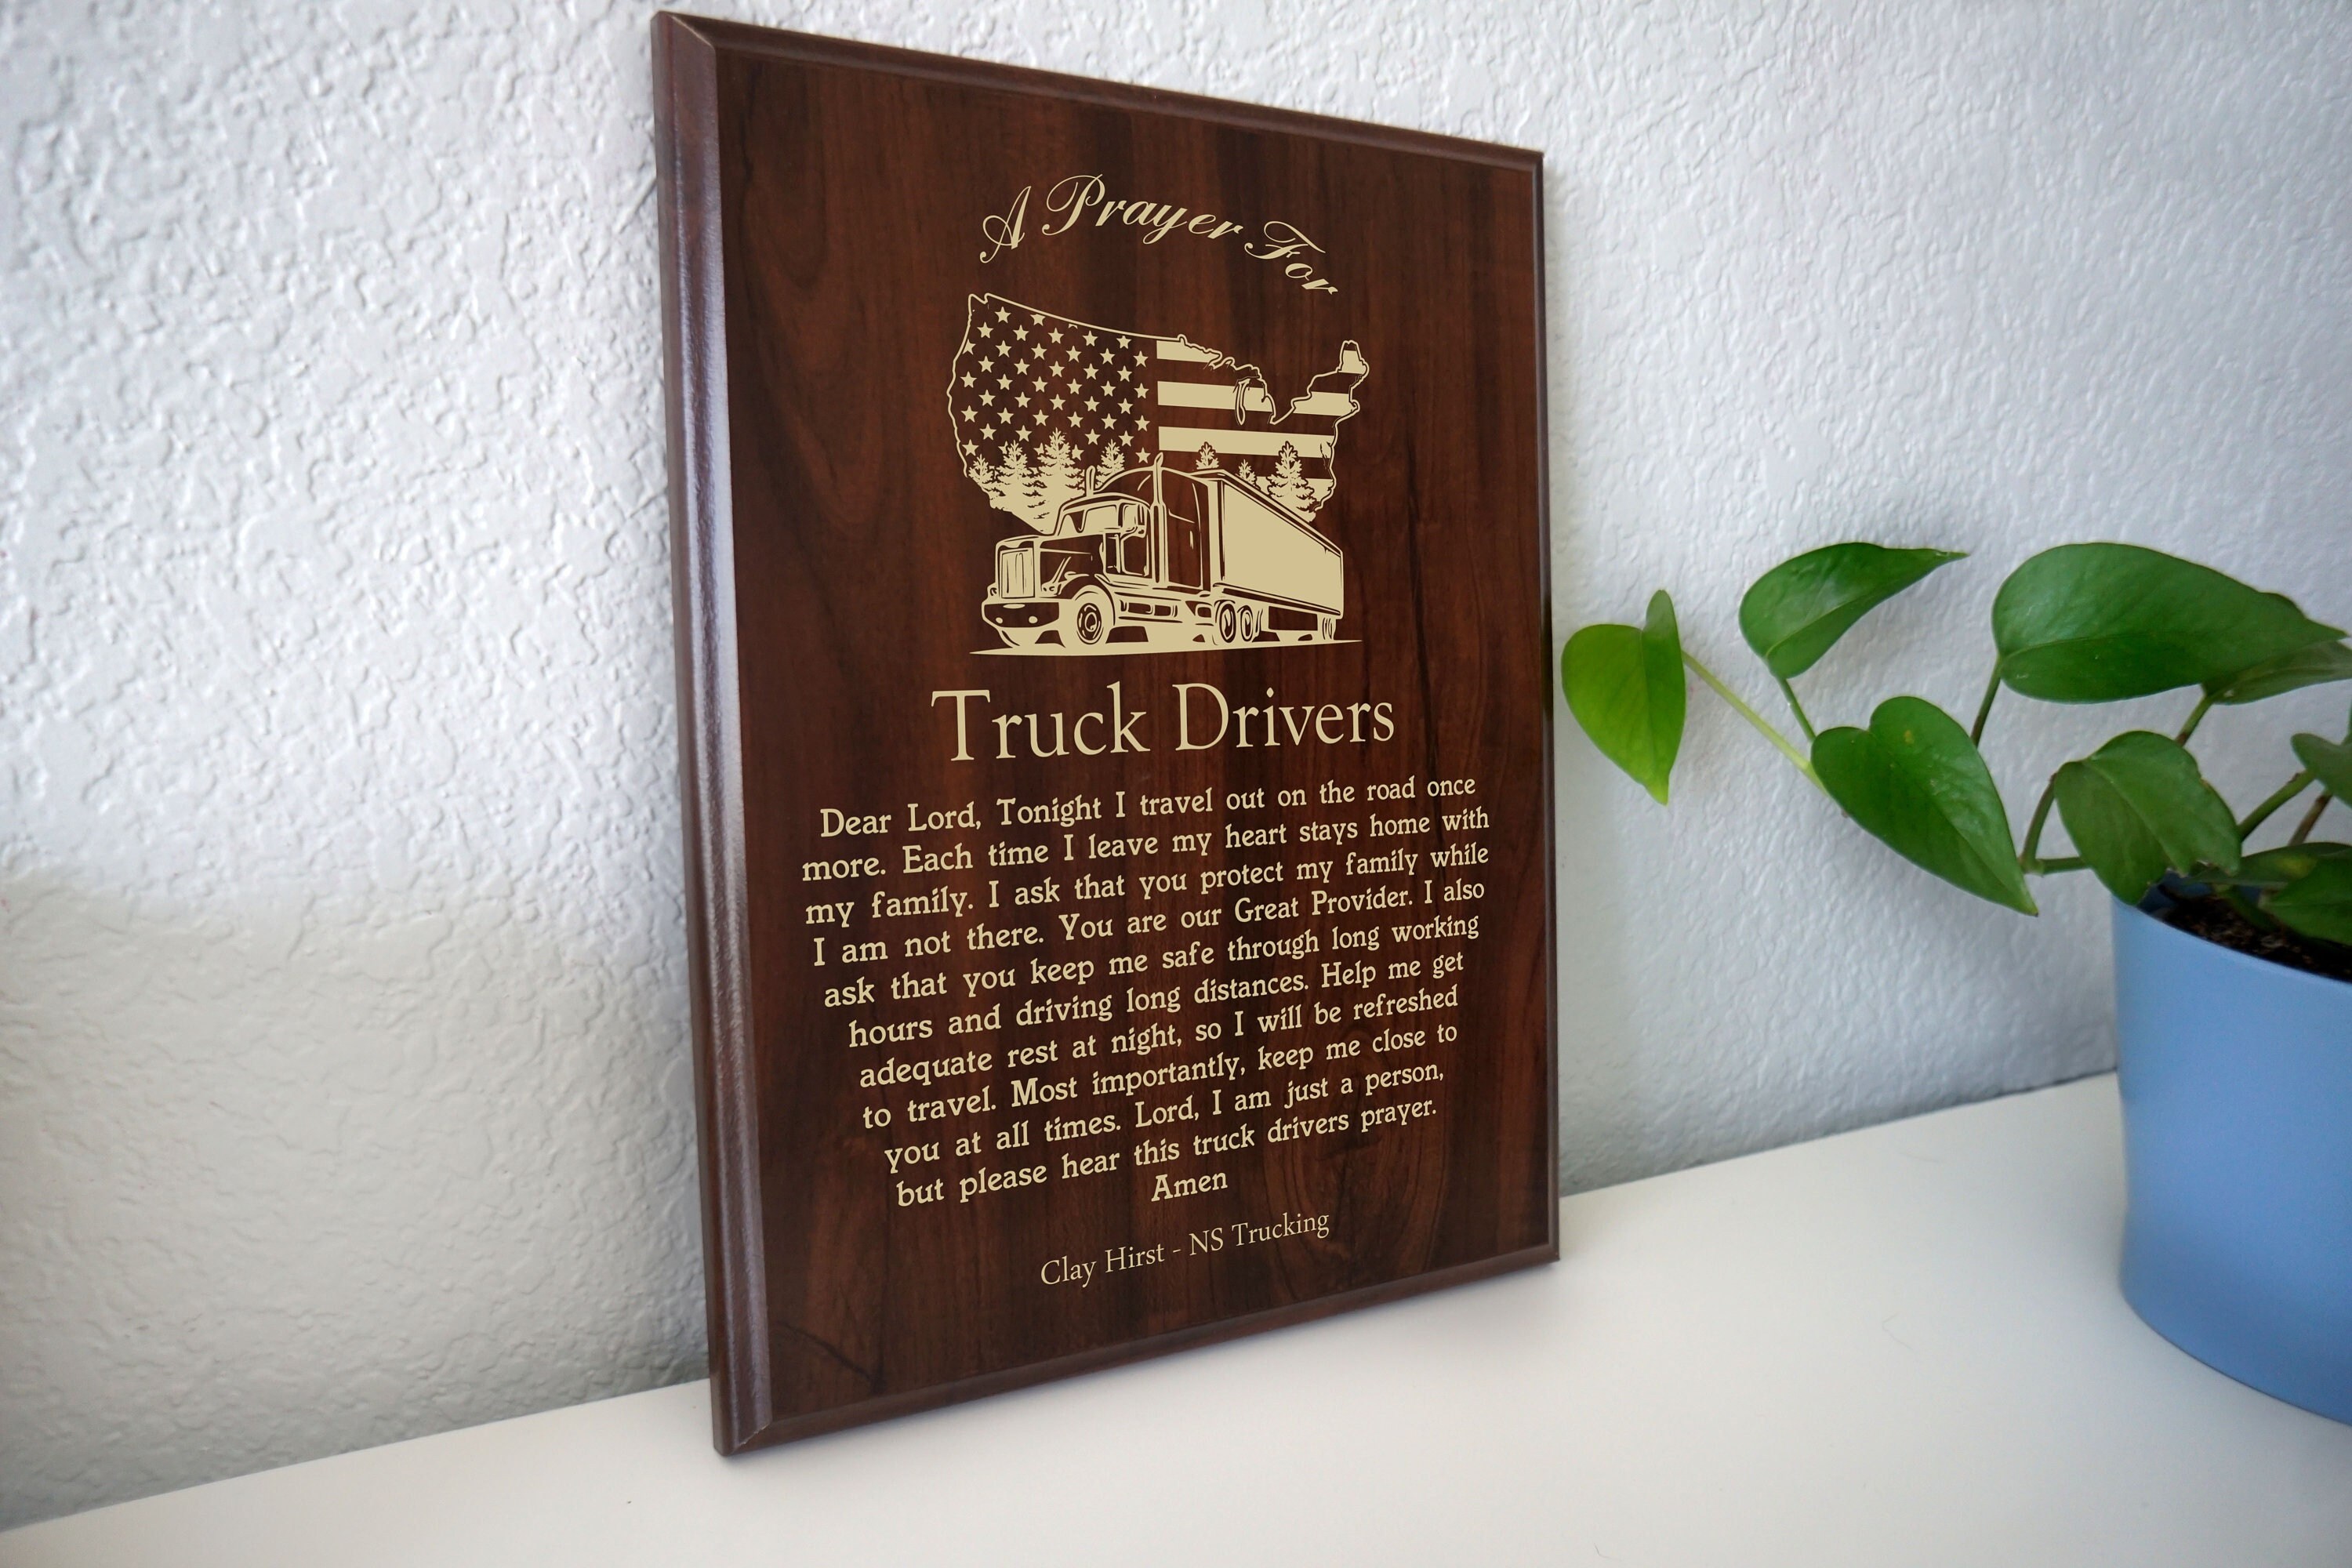 A Prayer For
Truck Drivers
Dear Lord, Tonight I travel out on the road once
more. Each time I leave my heart stays home with
my family. I ask that you protect my family while
I am not there. You are our Great Provider. I also
ask that you keep me safe through long working
hours and driving long distances. Help me get
adequate rest at night, so I will be refreshed
to travel. Most importantly, keep me close to
you at all times. Lord, I am just a person,
but please hear this truck drivers prayer.
Amen
Clay Hirst - NS Trucking